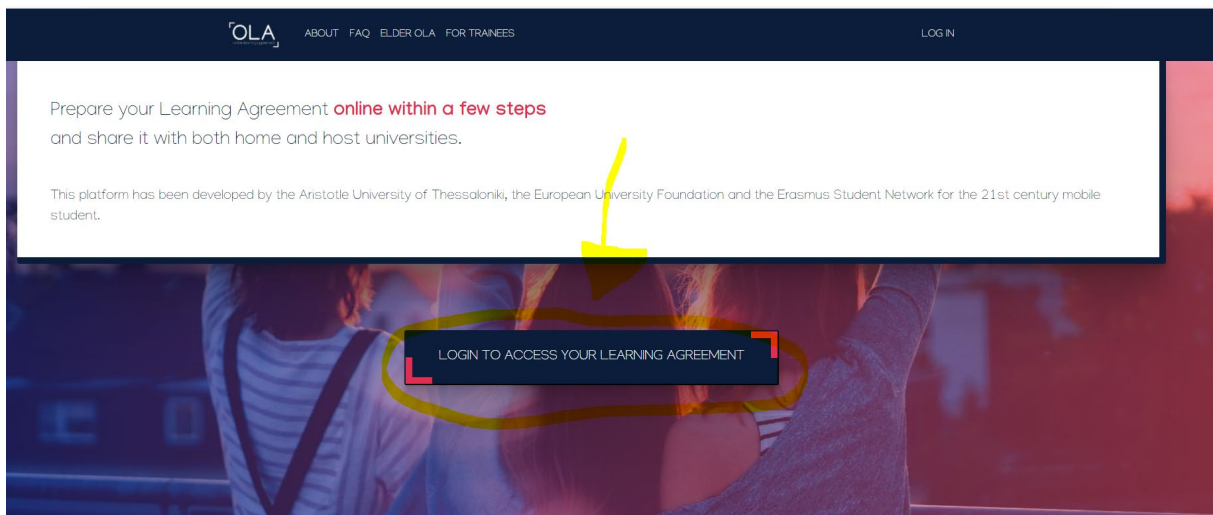 OLA
ABOUT FAQ ELDER OLA FOR TRAINEES LOG IN
Prepare your Learning Agreement online within a few steps
and share it with both home and host universities.
This platform has been developed by the Aristotle University of Thessaloniki, the European University Foundation and the Erasmus Student Network for the 21st century mobile
student.
LOGIN TO ACCESS YOUR LEARNING AGREEMENT